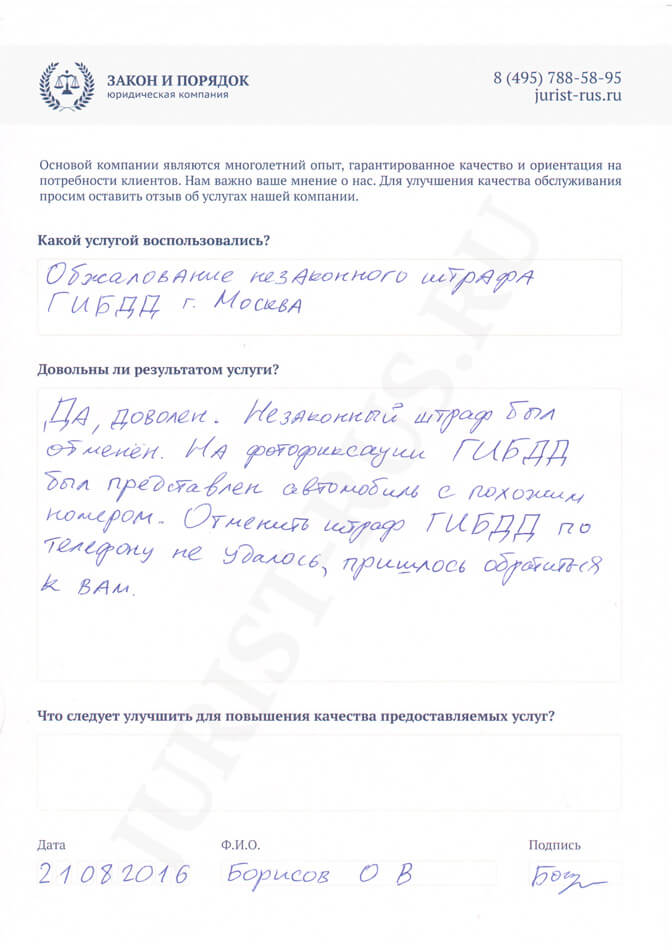 ЗАКОН И ПОРЯДОК
юридическая компания
8 (495) 788-58-95
jurist-rus.ru
Основой компании являются многолетний опыт, гарантированное качество и ориентация на
потребности клиентов. Нам важно ваше мнение о нас. Для улучшения качества обслуживания
просим оставить отзыв об услугах нашей компании.
Какой услугой воспользовались?
Обжалование незаконного штрафа
ГИБДД г. Москва
Довольны ли результатом услуги?
Да, доволен. Незаконный штраф был
отменён. На фотофиксации ГИБДД
был представлен автомобиль с похожим
номером. Отменить штраф ГИБДД по
телефону не удалось, пришлось обратиться
к вам.
Что следует улучшить для повышения качества предоставляемых услуг?
Дата
Ф.И.О.
Подпись
21082016
Борисов О В
JURIST-RUS.RU